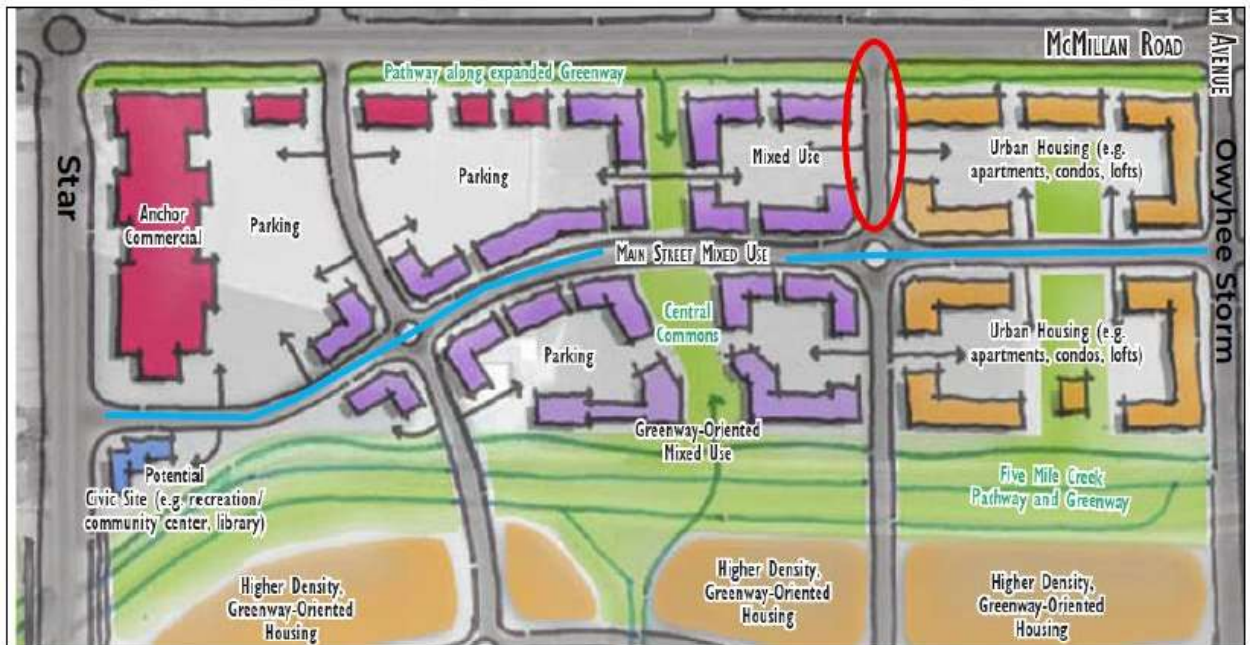 McMillan Road
AM AVENUE
Pathway along expanded Greenway
Star
Owyhee Storm
Anchor
Commercial
Parking
Parking
Mixed Use
Urban Housing (e.g.
apartments, condos, lofts)
Main Street Mixed Use
Central
Commons
Parking
Urban Housing (e.g.
apartments, condos, lofts)
Greenway-Oriented
Mixed Use
Potential
Civic Site (e.g. recreation/
community center, library)
Five Mile Creek
Pathway and Greenway
Higher Density,
Greenway-Oriented
Housing
Higher Density,
Greenway-Oriented
Housing
Higher Density,
Greenway-Oriented
Housing